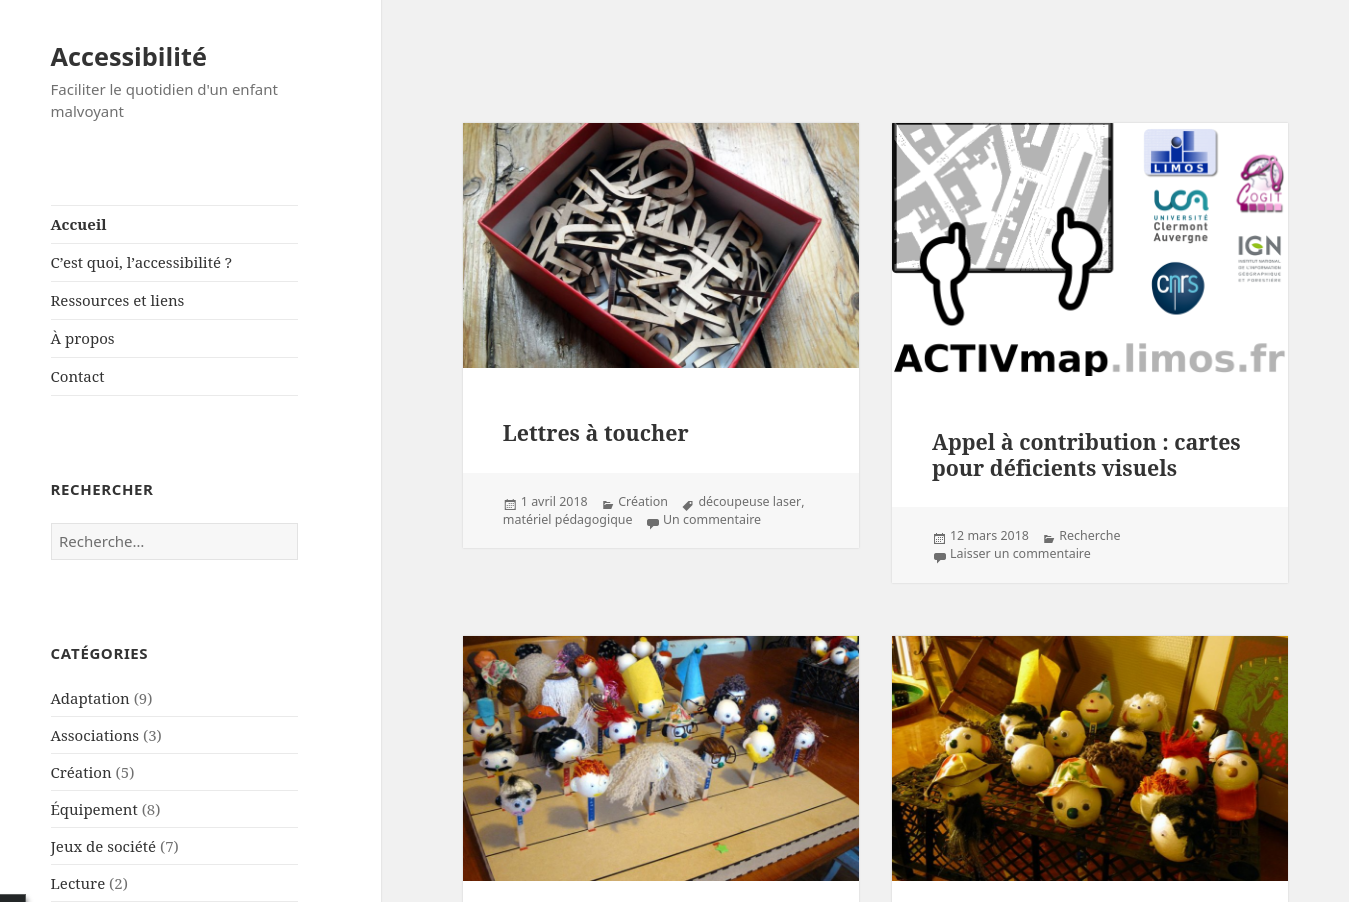 Accessibilité
Faciliter le quotidien d'un enfant
malvoyant
Accueil
C’est quoi, l’accessibilité ?
Ressources et liens
À propos
Contact
RECHERCHER
Recherche…
CATÉGORIES
Adaptation (9)
Associations (3)
Création (5)
Équipement (8)
Jeux de société (7)
Lecture (2)
Lettres à toucher
1 avril 2018 Création découpeuse laser,
matériel pédagogique Un commentaire
LIMOS
COGIT
UCA
UNIVERSITÉ
Clermont
Auvergne
IGN
INSTITUT NATIONAL
DE L'INFORMATION
GÉOGRAPHIQUE
ET FORESTIÈRE
cnrs
ACTIVmap.limos.fr
Appel à contribution : cartes
pour déficients visuels
12 mars 2018 Recherche
Laisser un commentaire